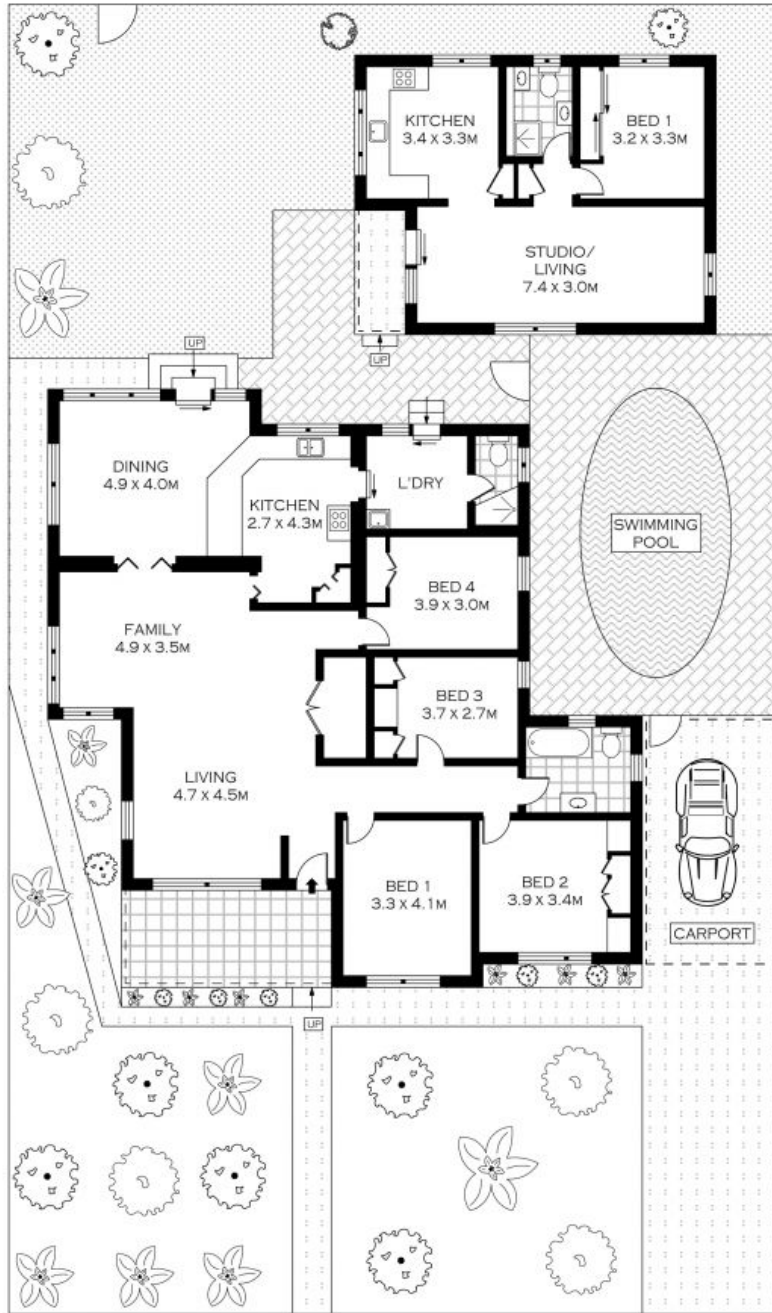 KITCHEN
3.4 x 3.3M
BED 1
3.2 x 3.3M
STUDIO/
LIVING
7.4 x 3.0M
UP
UP
DINING
4.9 x 4.0M
KITCHEN
2.7 x 4.3M
L'DRY
SWIMMING
POOL
BED 4
3.9 x 3.0M
FAMILY
4.9 x 3.5M
BED 3
3.7 x 2.7M
LIVING
4.7 x 4.5M
BED 1
3.3 x 4.1M
BED 2
3.9 x 3.4M
CARPORT
UP